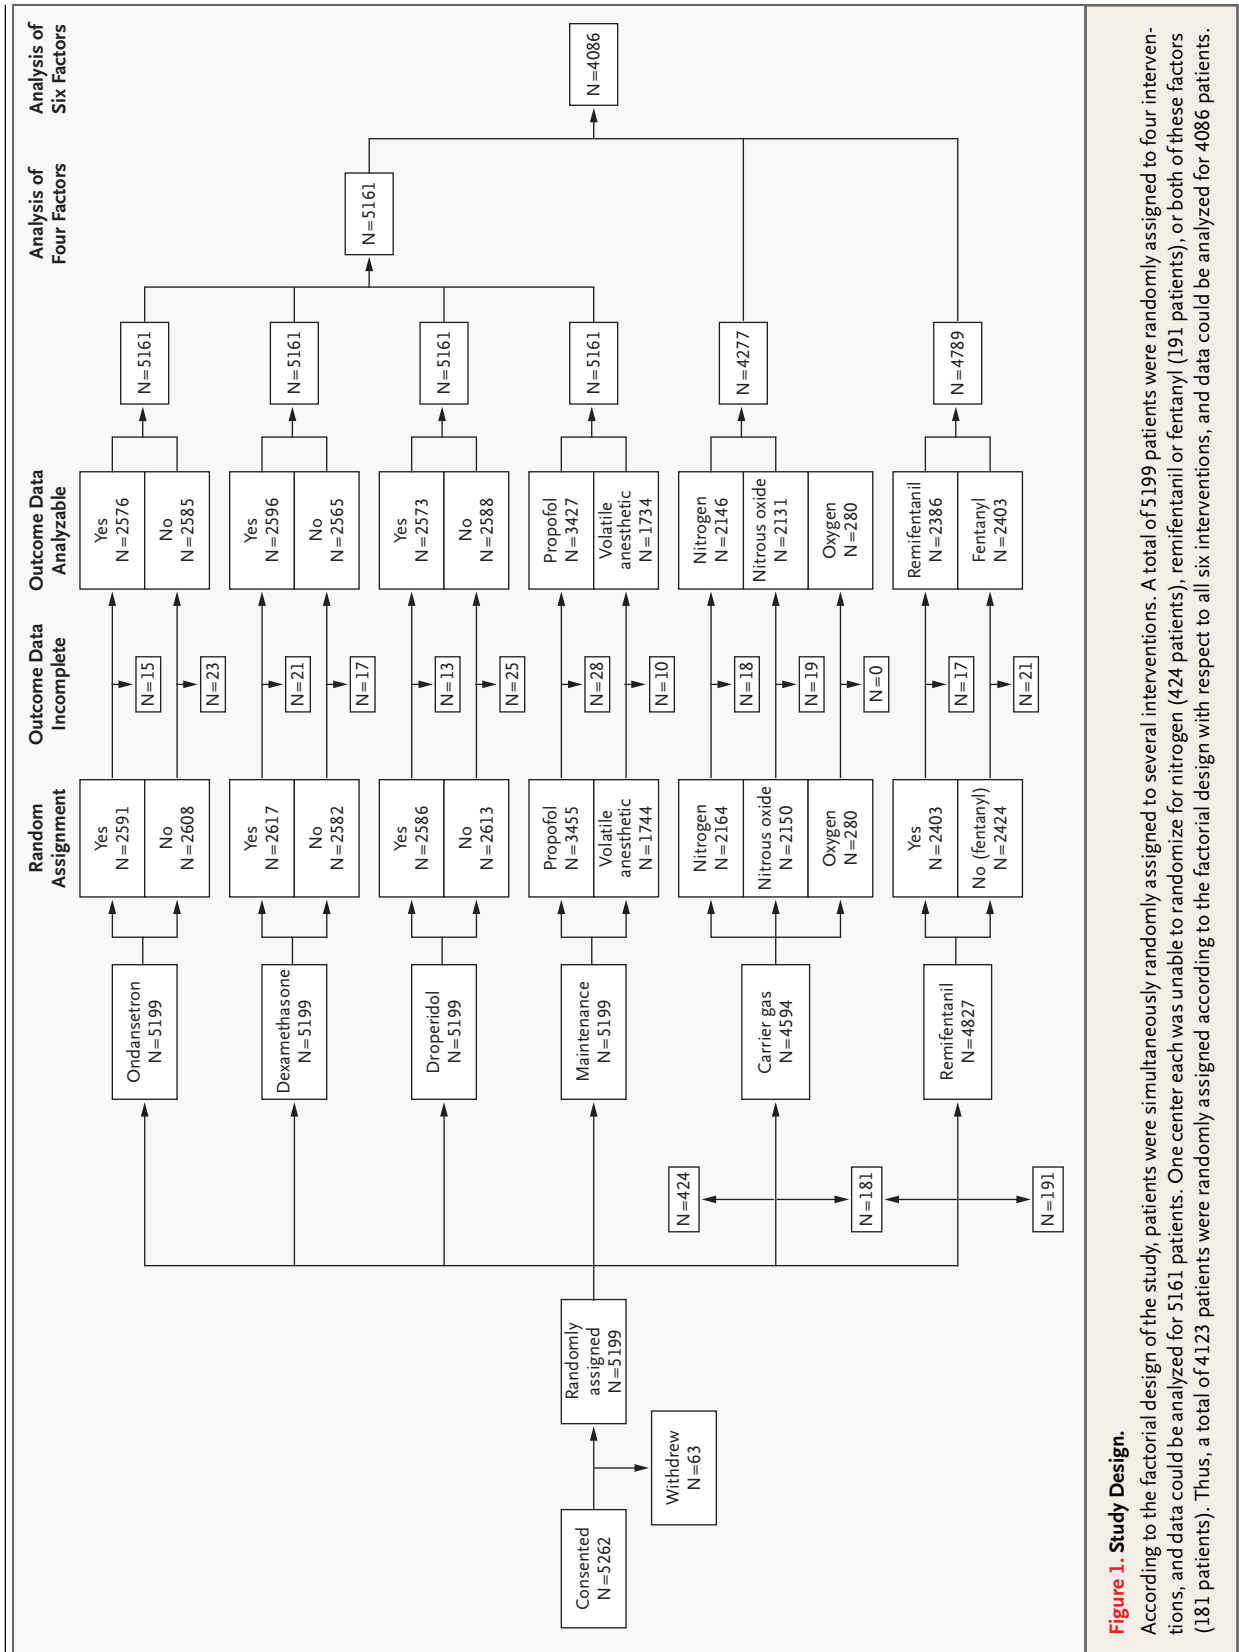 Random
Assignment
Outcome Data
Incomplete
Outcome Data
Analyzable
Analysis of
Four Factors
Analysis of
Six Factors
Consented
N=5262
Withdrew
N=63
Randomly
assigned
N=5199
N=424
N=181
N=191
Ondansetron
N=5199
Yes
N=2591
No
N=2608
N=15
N=23
Yes
N=2576
No
N=2585
N=5161
Dexamethasone
N=5199
Yes
N=2617
No
N=2582
N=21
N=17
Yes
N=2596
No
N=2565
N=5161
Droperidol
N=5199
Yes
N=2586
No
N=2613
N=13
N=25
Yes
N=2573
No
N=2588
N=5161
Maintenance
N=5199
Propofol
N=3455
Volatile
anesthetic
N=1744
N=28
N=10
Propofol
N=3427
Volatile
anesthetic
N=1734
N=5161
Carrier gas
N=4594
Nitrogen
N=2164
Nitrous oxide
N=2150
Oxygen
N=280
N=18
N=19
N=0
Nitrogen
N=2146
Nitrous oxide
N=2131
Oxygen
N=280
N=4277
Remifentanil
N=4827
Yes
N=2403
No (fentanyl)
N=2424
N=17
N=21
Remifentanil
N=2386
Fentanyl
N=2403
N=4789
N=5161
N=4086
Figure 1. Study Design.
According to the factorial design of the study, patients were simultaneously randomly assigned to several interventions. A total of 5199 patients were randomly assigned to four interven-
tions, and data could be analyzed for 5161 patients. One center each was unable to randomize for nitrogen (424 patients), remifentanil or fentanyl (191 patients), or both of these factors
(181 patients). Thus, a total of 4123 patients were randomly assigned according to the factorial design with respect to all six interventions, and data could be analyzed for 4086 patients.